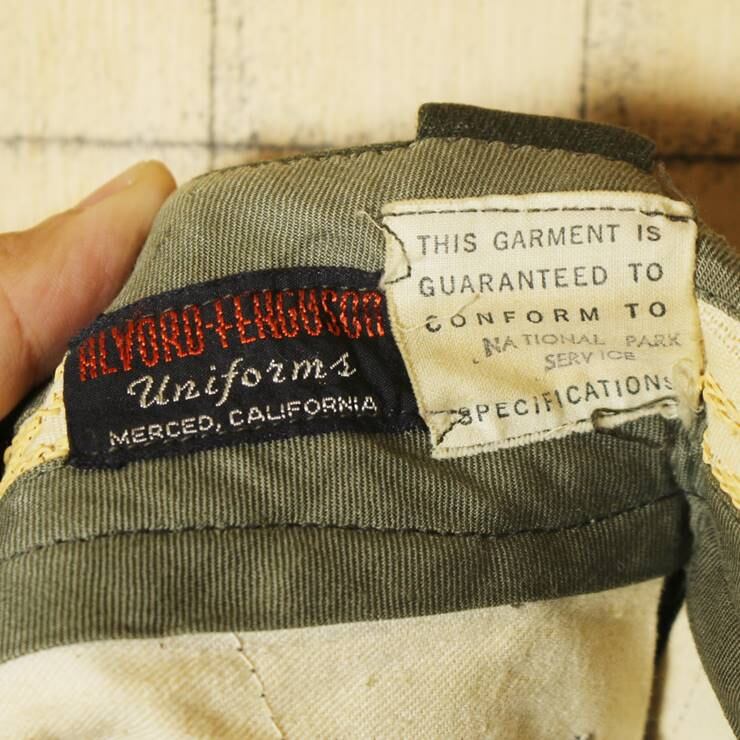 ALVORD-FERGUSON
Uniforms
MERCED, CALIFORNIA
THIS GARMENT IS
GUARANTEED TO
CONFORM TO
NATIONAL PARK
SERVICE
SPECIFICATIONS